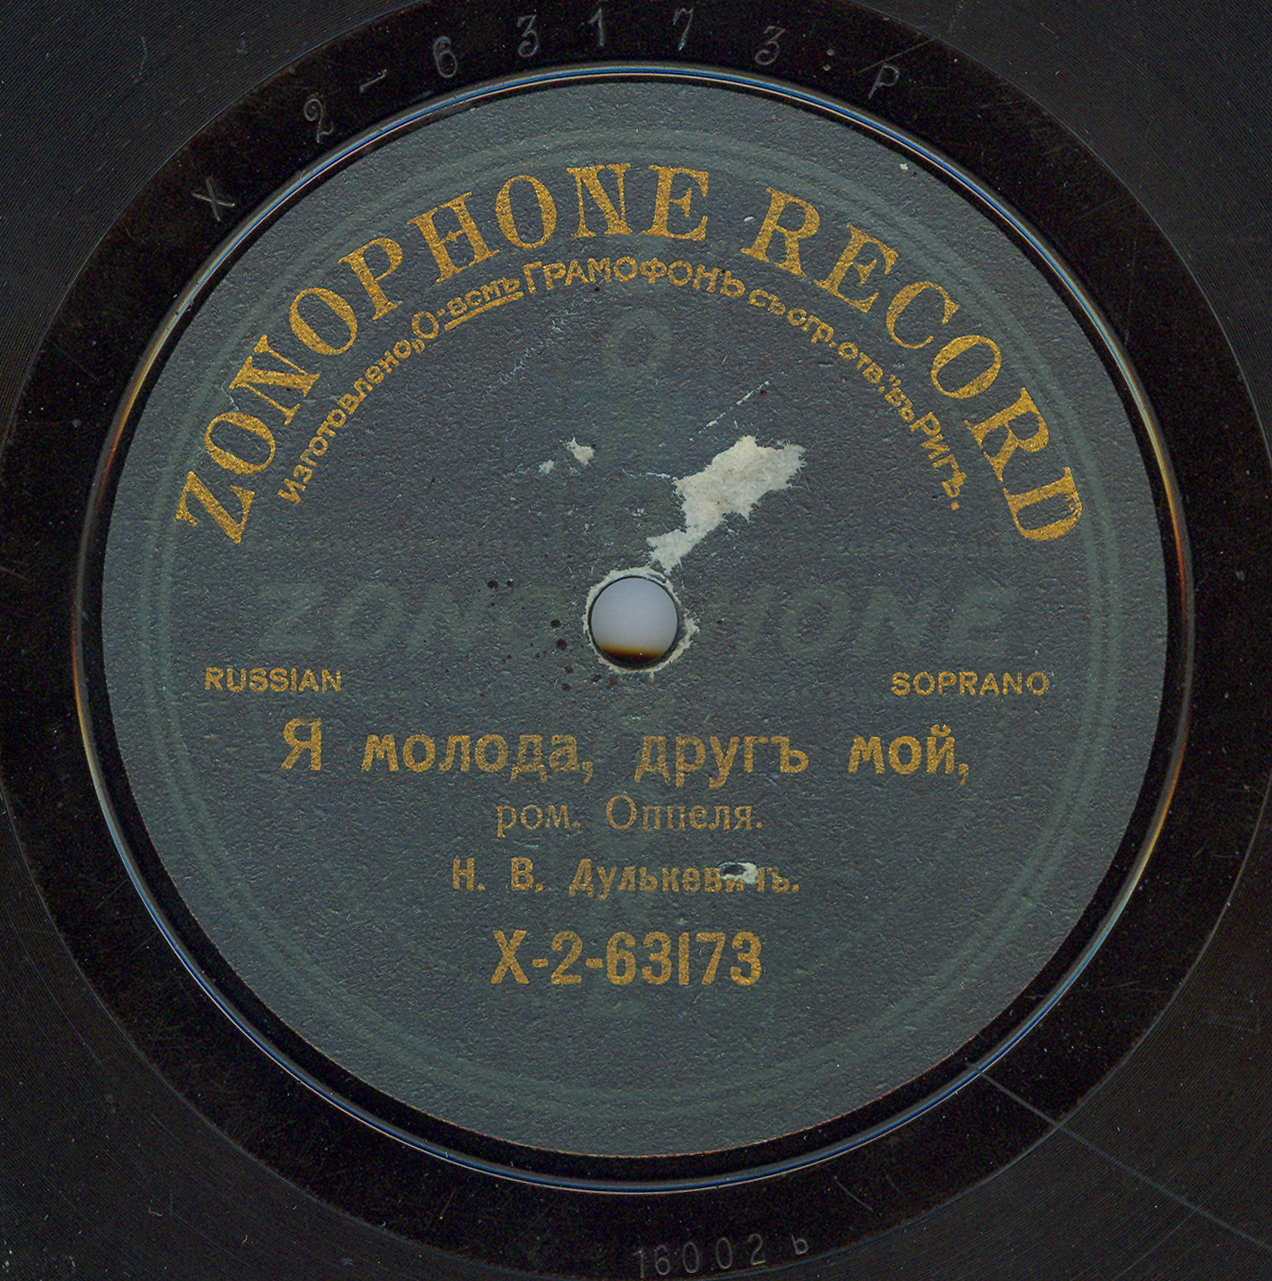 X 2-63173:P
ZONOPHONE RECORD
Изготовлено „О-вомъ ГРАМОФОНЪ съ огр. отв." въ Ригѣ.
ZONOPHONE
RUSSIAN SOPRANO
Я молода, другъ мой,
ром. Оппеля.
Н. В. Дулькевичъ.
X-2-63173
16002 b